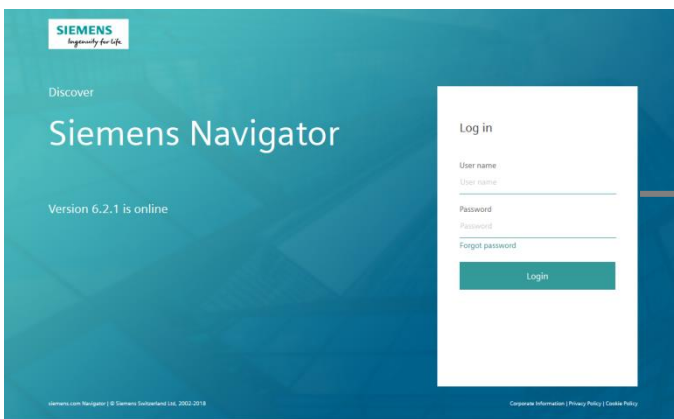 SIEMENS
Ingenuity for life
Discover
Siemens Navigator
Version 6.2.1 is online
Log in
User name
User name
Password
Password
Forgot password
Login
siemens.com Navigator | © Siemens Switzerland Ltd, 2002-2018
Corporate Information | Privacy Policy | Cookie Policy